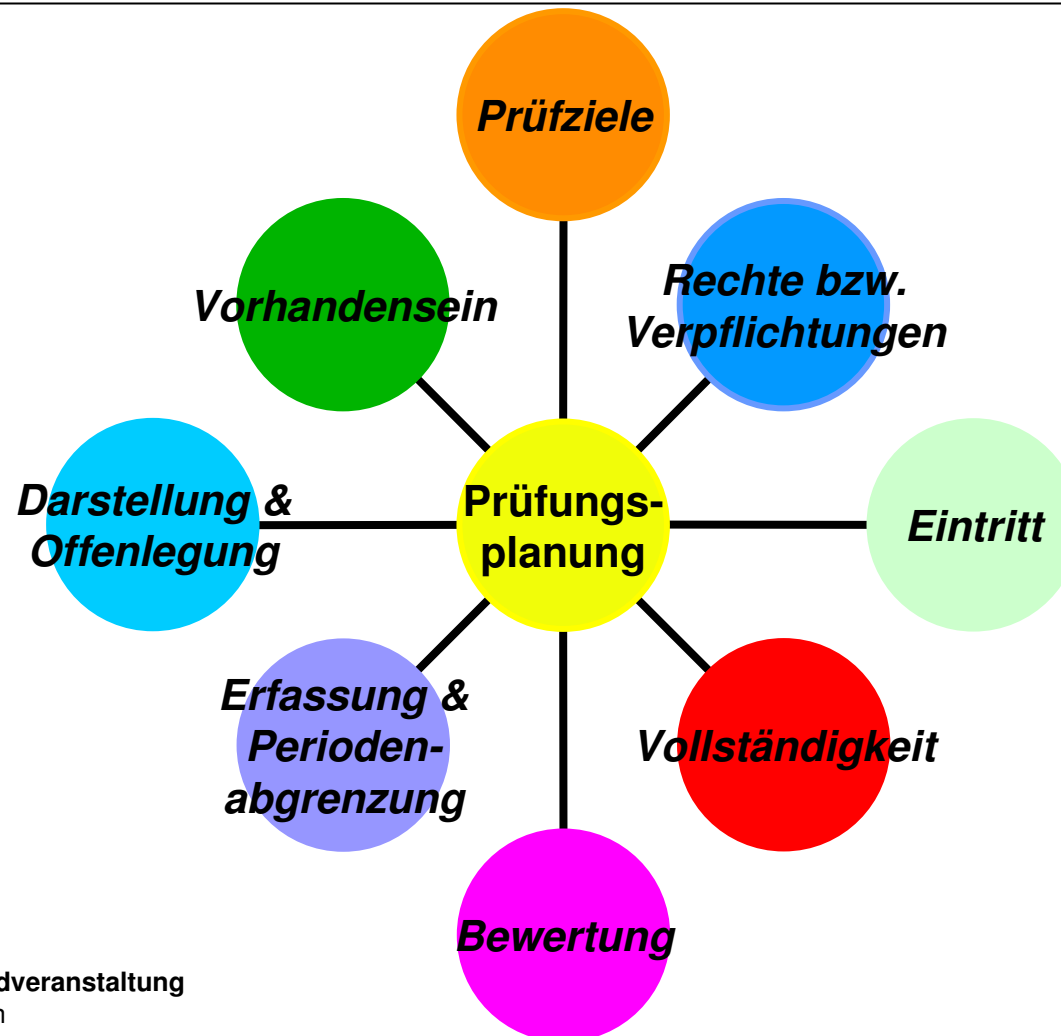 Prüfziele
Rechte bzw.
Verpflichtungen
Vorhandensein
Eintritt
Prüfungs-
planung
Darstellung &
Offenlegung
Vollständigkeit
Erfassung &
Perioden-
abgrenzung
Bewertung
dveranstaltung